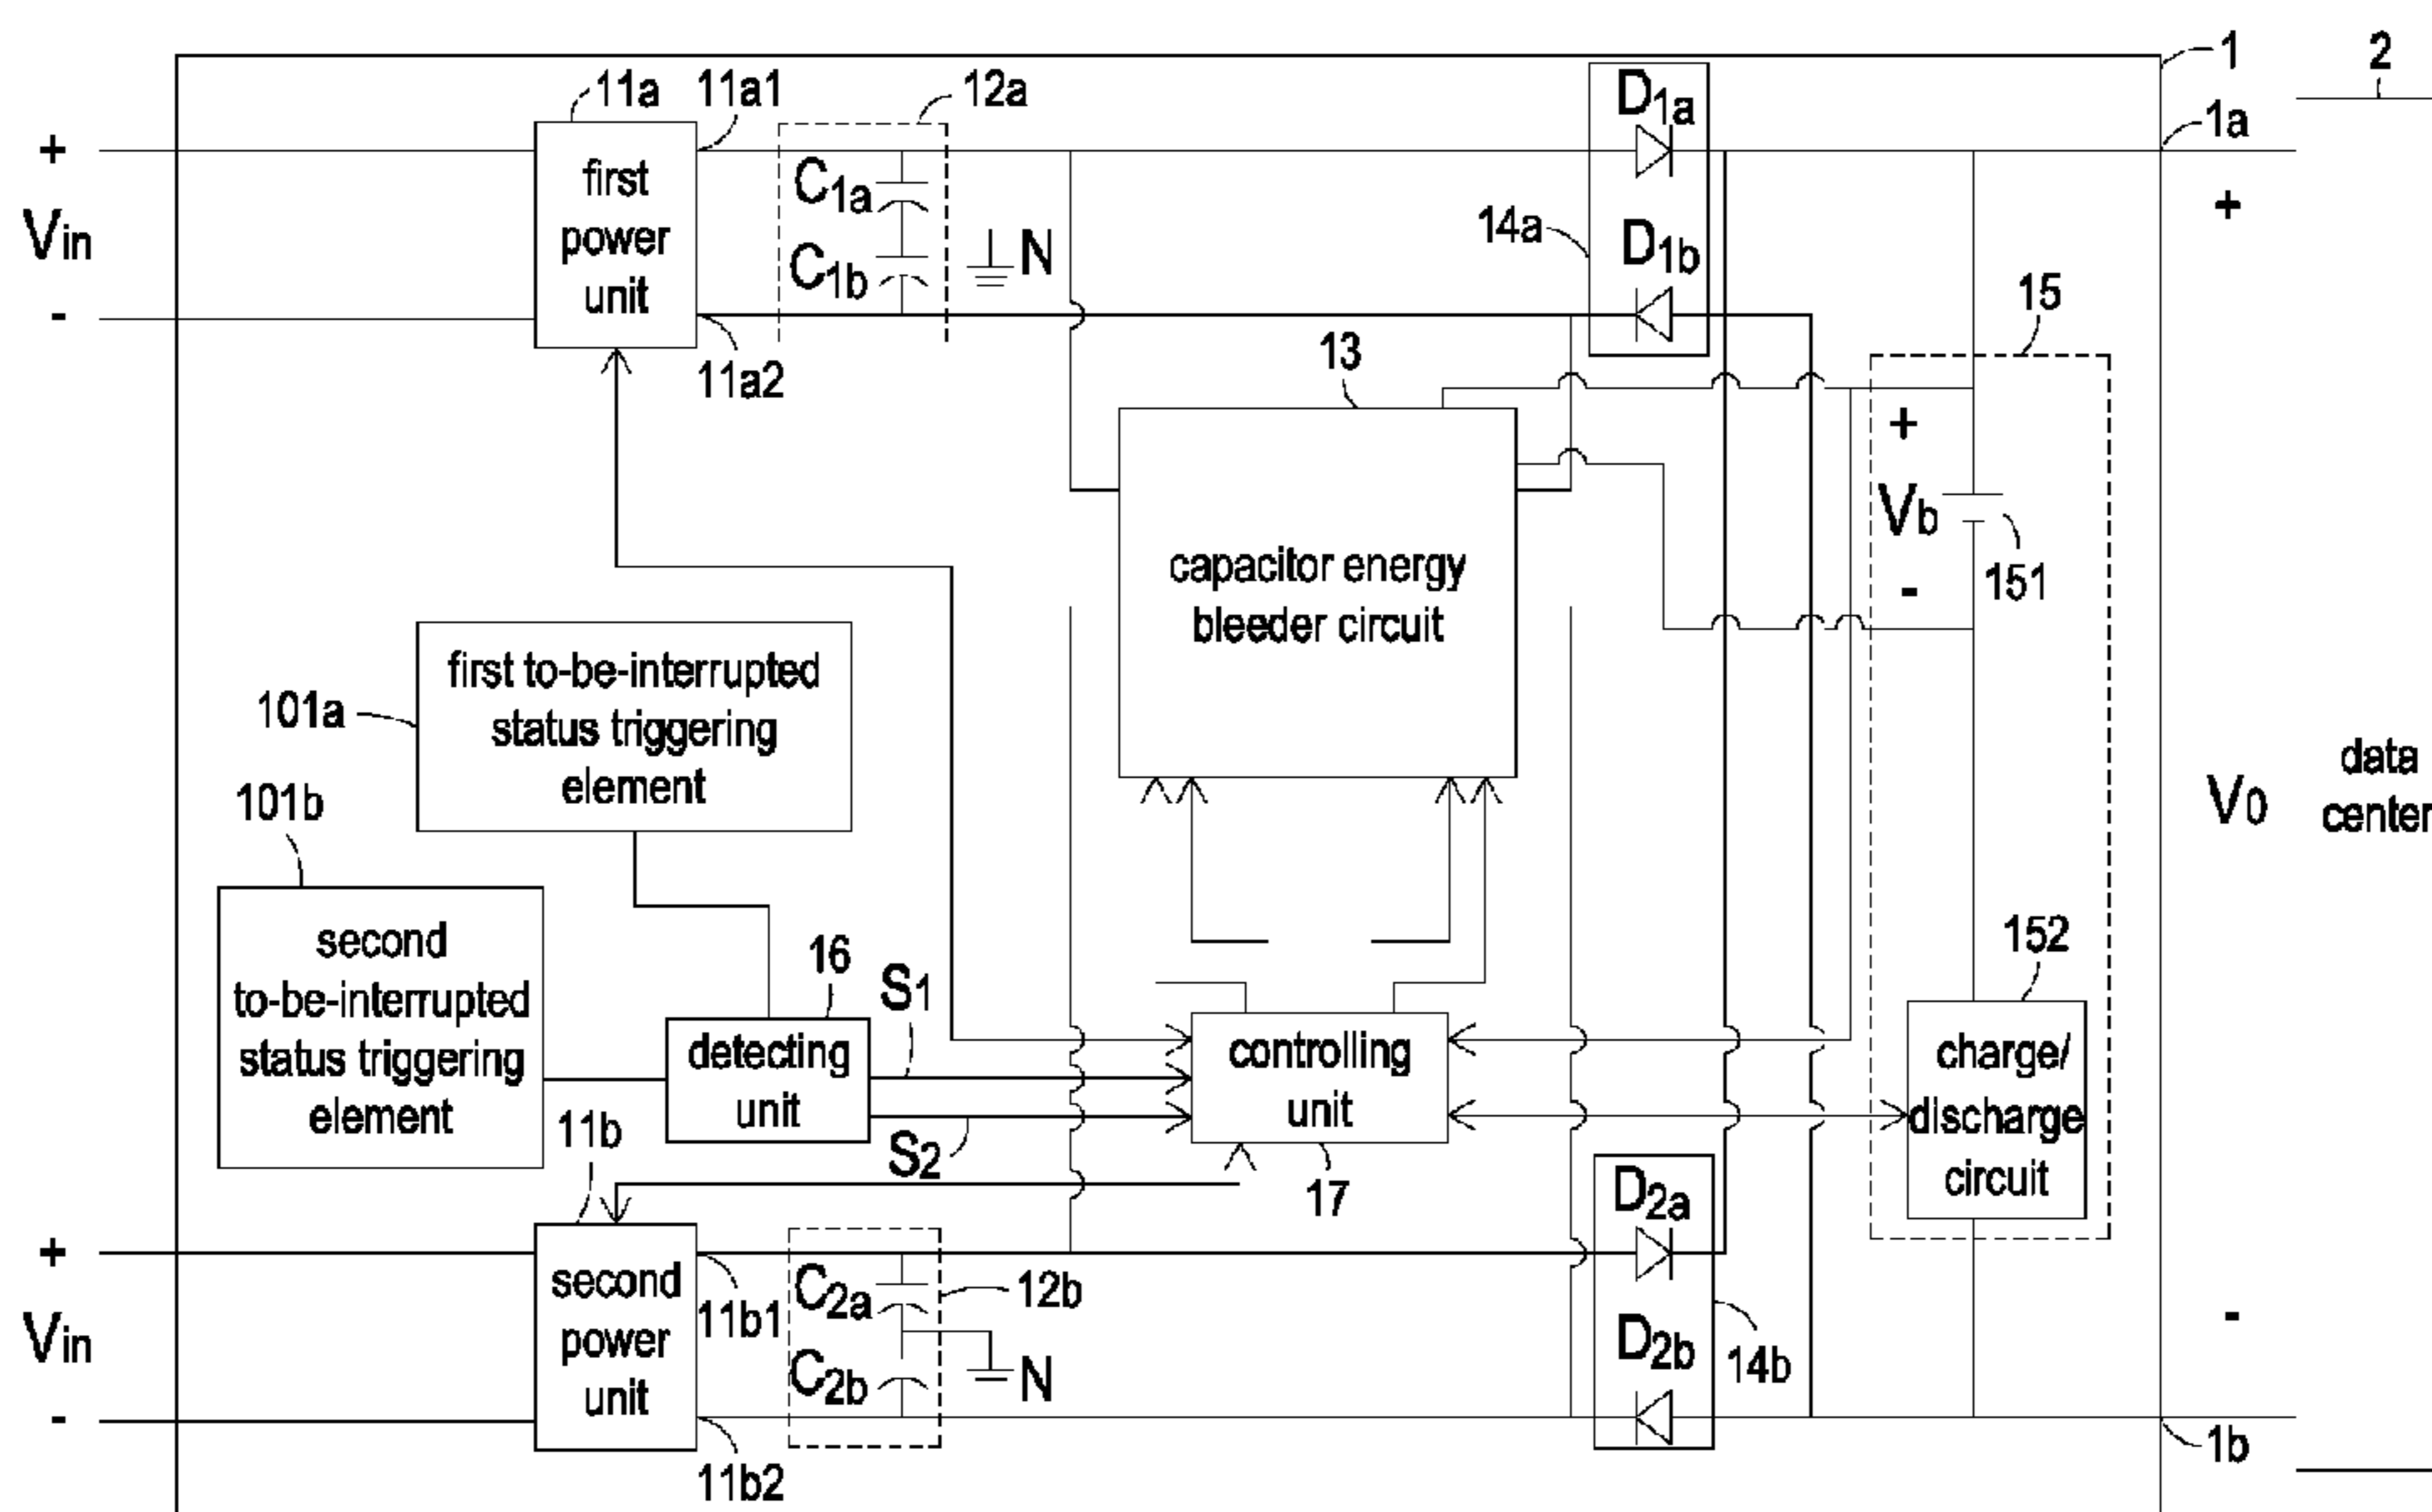 1
2
11a
11a1
12a
D1a
1a
+
first
power
unit
C1a
Vin
14a
+
D1b
N
C1b
15
-
13
11a2
+
capacitor energy
bleeder circuit
Vb
151
-
first to-be-interrupted
status triggering
element
101a
data
center
V0
101b
second
to-be-interrupted
status triggering
element
16
S1
152
detecting
unit
controlling
unit
charge/
discharge
circuit
11b
S2
17
D2a
+
second
power
unit
C2a
12b
11b1
-
Vin
D2b
14b
C2b
N
-
11b2
1b